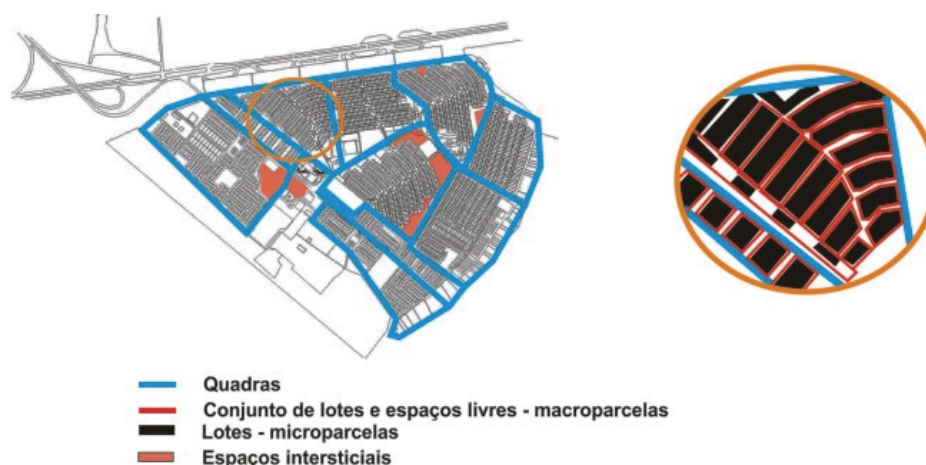 Quadras
Conjunto de lotes e espaços livres - macroparcelas
Lotes - microparcelas
Espaços intersticiais